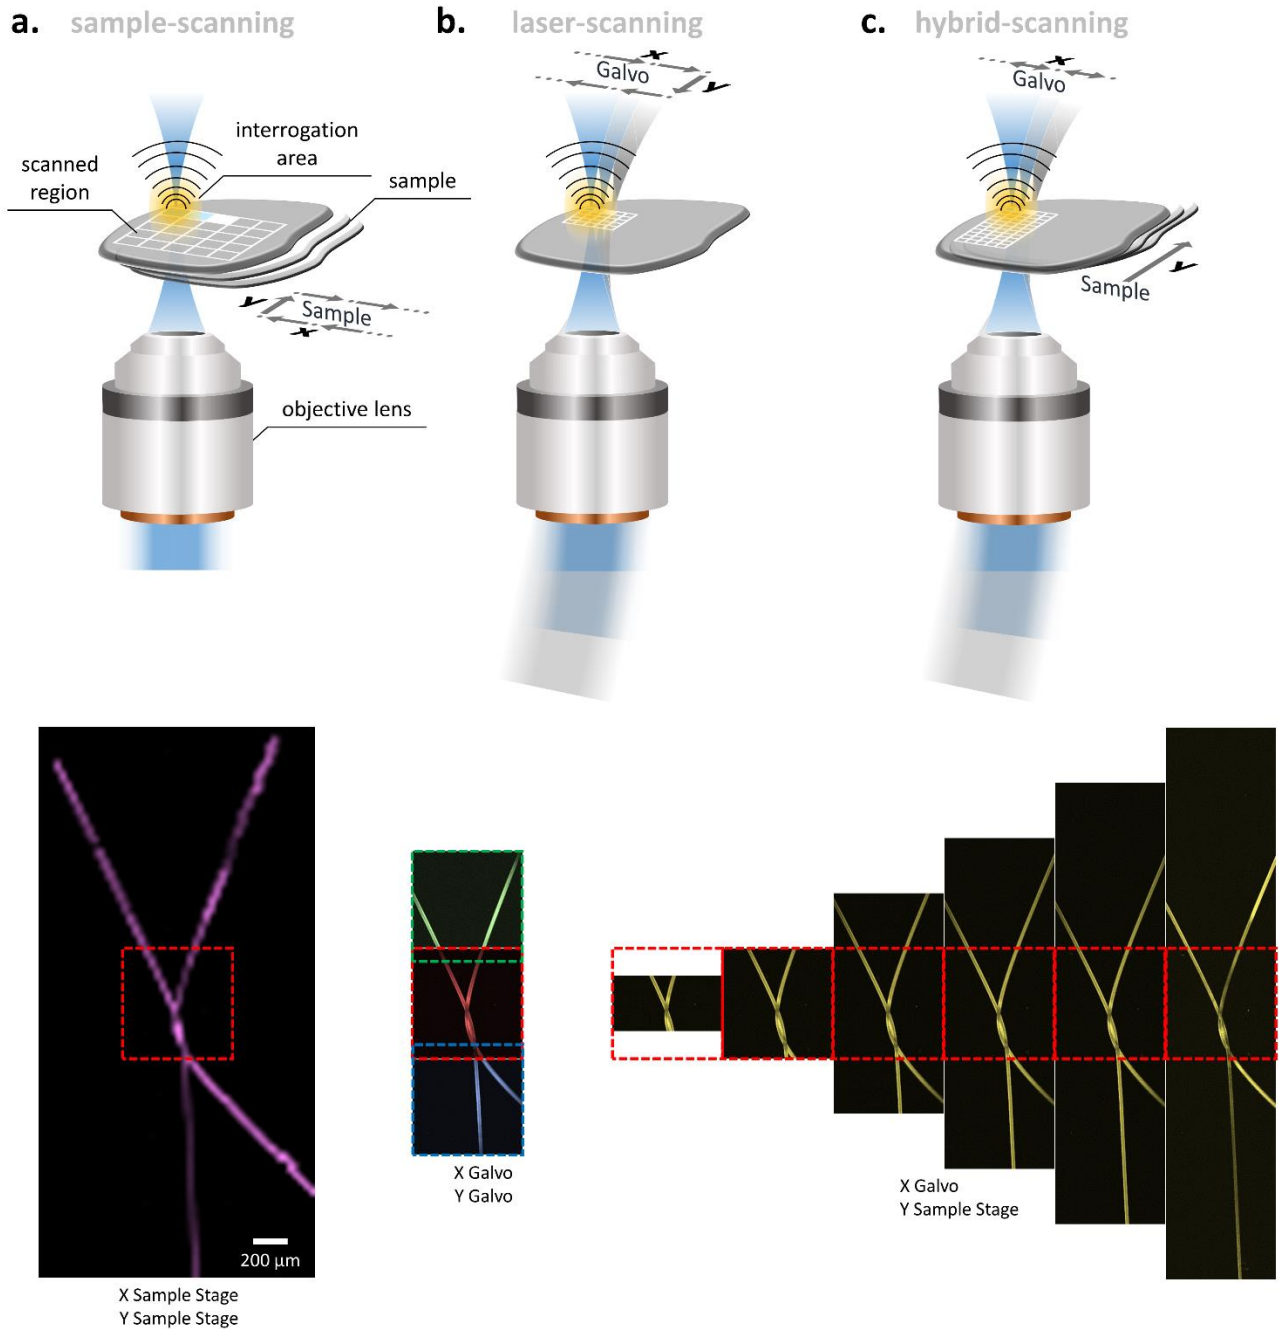 a. sample-scanning
b. laser-scanning
c. hybrid-scanning
x
Galvo
y
x
Galvo
interrogation
area
scanned
region
sample
y
Sample
x
y
Sample
objective lens
200 µm
X Sample Stage
Y Sample Stage
X Galvo
Y Galvo
X Galvo
Y Sample Stage